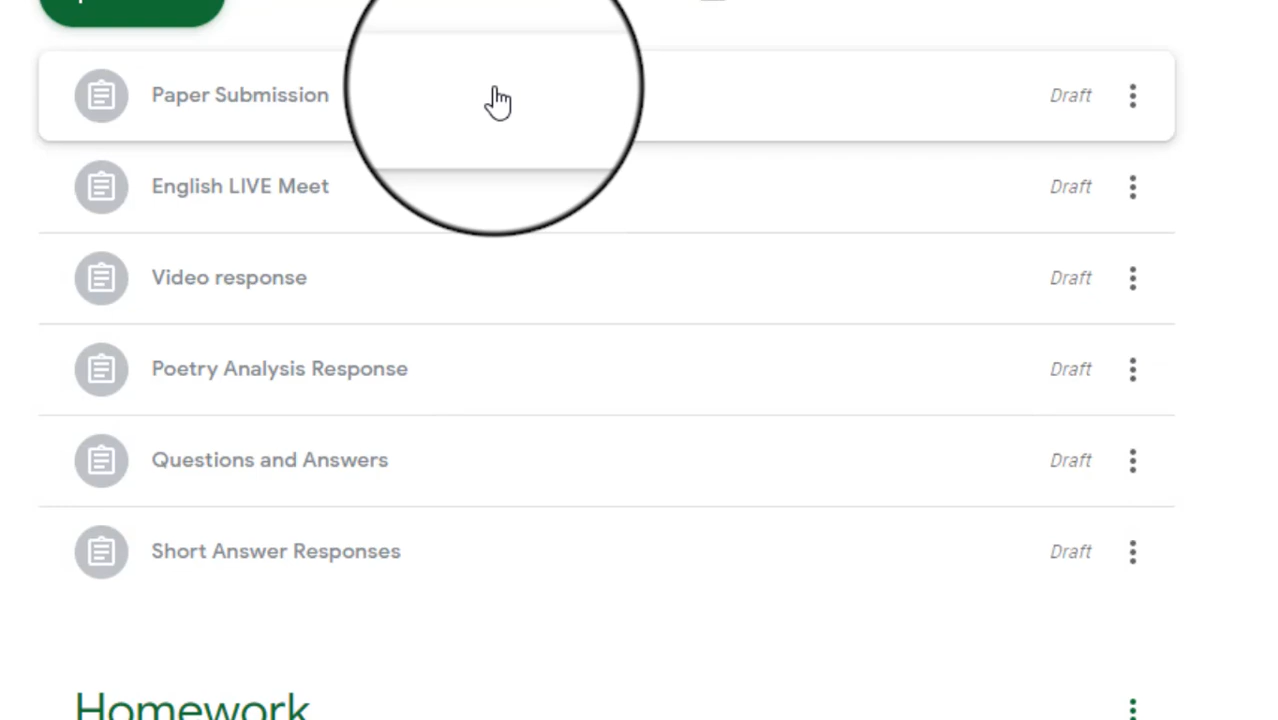 Paper Submission Draft
English LIVE Meet Draft
Video response Draft
Poetry Analysis Response Draft
Questions and Answers Draft
Short Answer Responses Draft
Homework